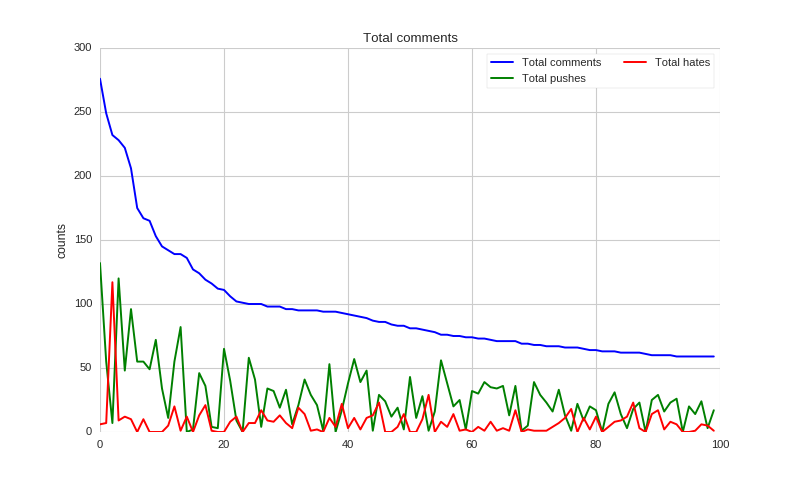 Total comments
300
Total comments
Total hates
Total pushes
250
200
150
100
50
0
counts
0
20
40
60
80
100